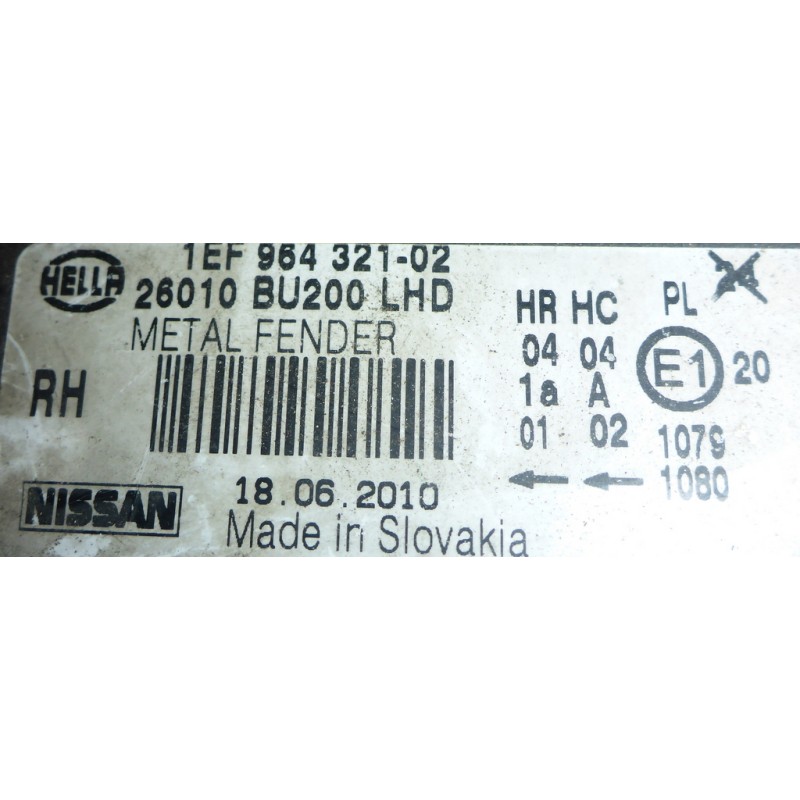 HELLA
1EF 964 321-02
26010 BU200 LHD
METAL FENDER
RH
NISSAN
18.06.2010
Made in Slovakia
HR HC PL 24
04 04
1a A E1 20
01 02 1079
1080